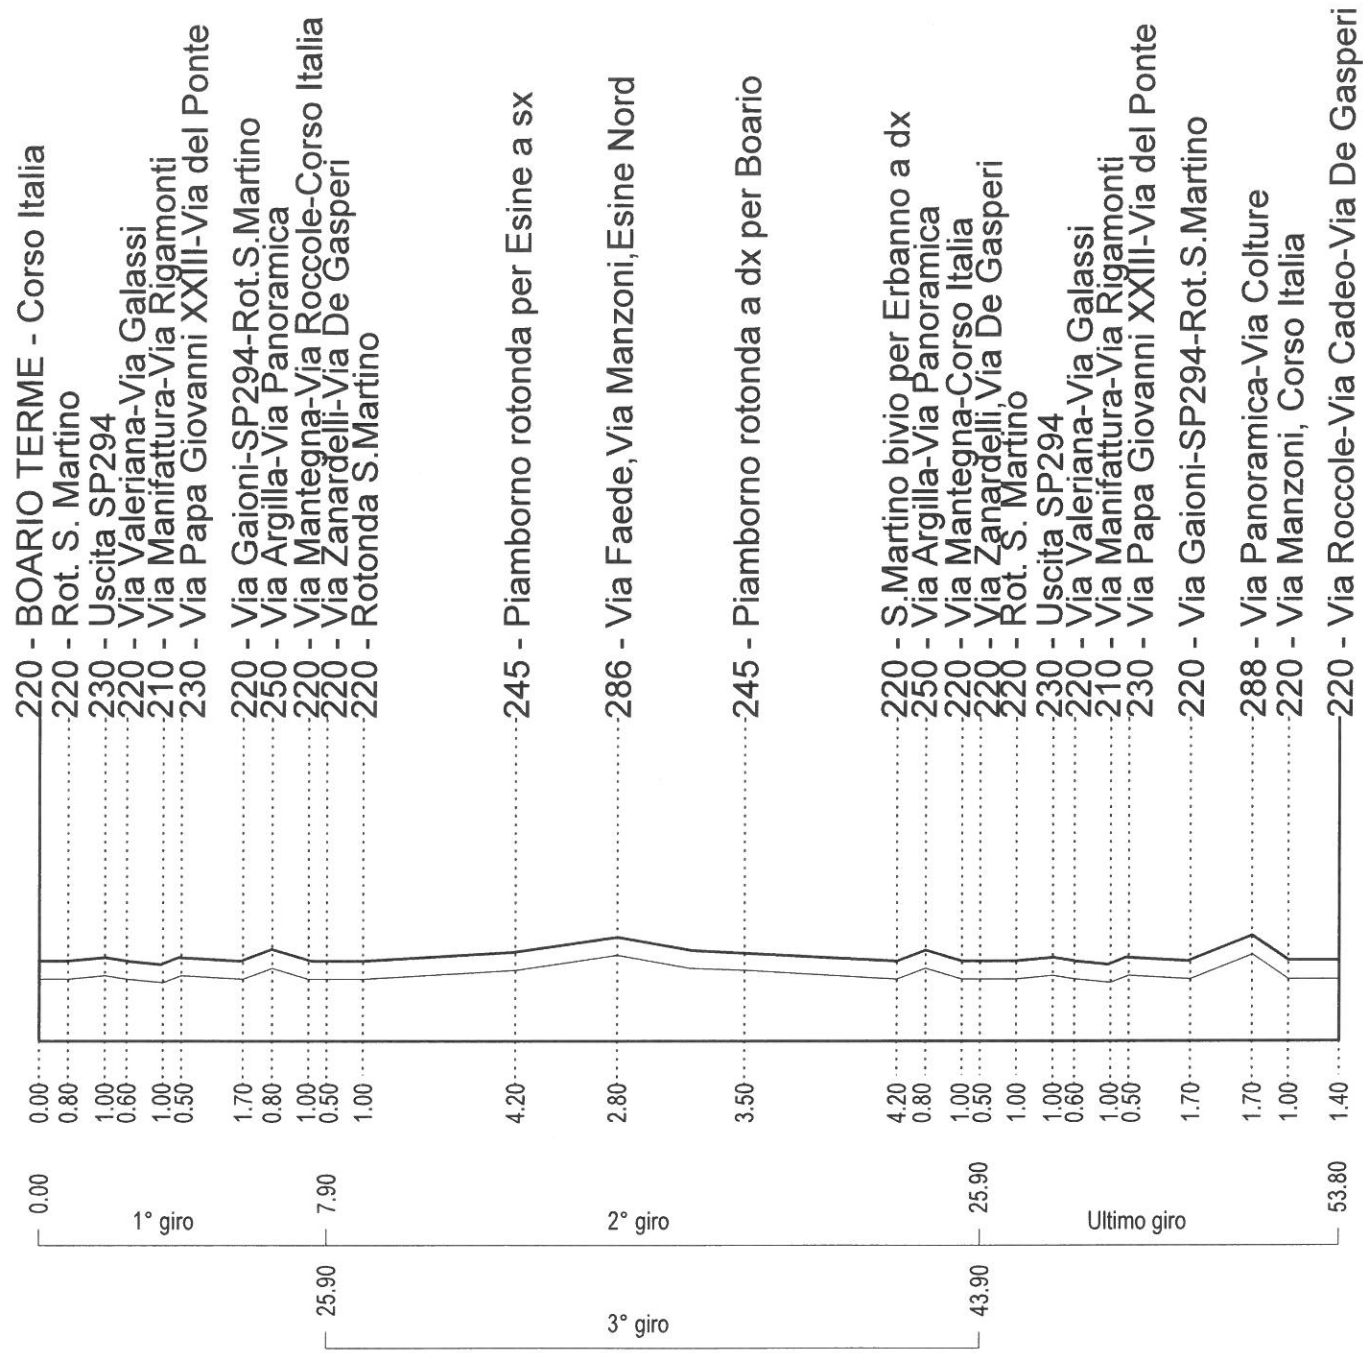 220 - BOARIO TERME - Corso Italia
220 - Rot. S. Martino
230 - Uscita SP294
220 - Via Valeriana-Via Galassi
210 - Via Manifattura-Via Rigamonti
230 - Via Papa Giovanni XXIII-Via del Ponte
220 - Via Gaioni-SP294-Rot.S.Martino
250 - Via Argilla-Via Panoramica
220 - Via Mantegna-Via Roccole-Corso Italia
220 - Via Zanardelli-Via De Gasperi
220 - Rotonda S.Martino
245 - Piamborno rotonda per Esine a sx
286 - Via Faede,Via Manzoni,Esine Nord
245 - Piamborno rotonda a dx per Boario
220 - S.Martino bivio per Erbanno a dx
250 - Via Argilla-Via Panoramica
220 - Via Mantegna-Corso Italia
220 - Via Zanardelli,Via De Gasperi
220 - Rot. S. Martino
230 - Uscita SP294
220 - Via Valeriana-Via Galassi
210 - Via Manifattura-Via Rigamonti
230 - Via Papa Giovanni XXIII-Via del Ponte
220 - Via Gaioni-SP294-Rot.S.Martino
288 - Via Panoramica-Via Colture
220 - Via Manzoni, Corso Italia
220 - Via Roccole-Via Cadeo-Via De Gasperi
0.00
0.80
1.00
0.60
1.00
0.50
1.70
0.80
1.00
0.50
1.00
4.20
2.80
3.50
4.20
0.80
1.00
0.50
1.00
1.00
0.60
1.00
0.50
1.70
1.70
1.00
1.40
0.00
7.90
25.90
53.80
1° giro
2° giro
Ultimo giro
25.90
43.90
3° giro